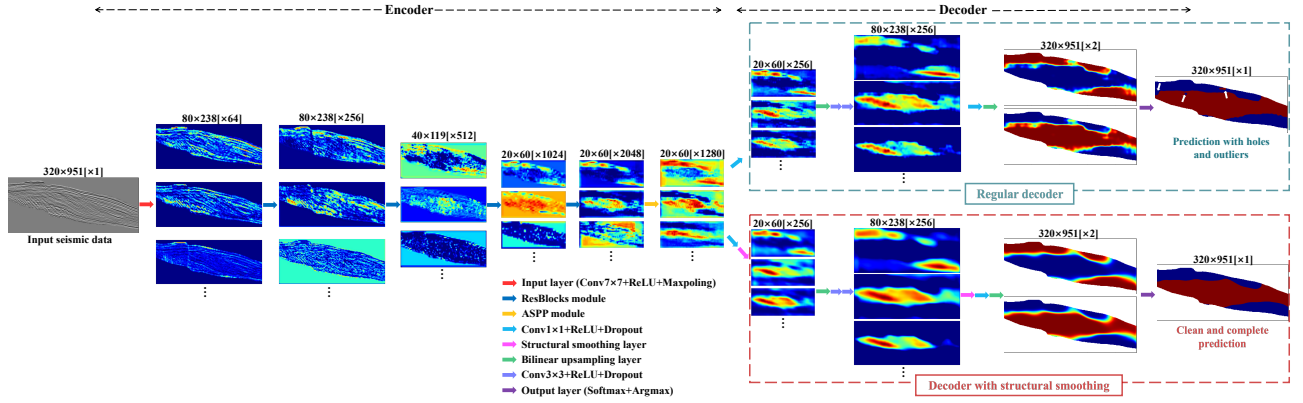 Encoder
Decoder
320×951[×1]
Input seismic data
80×238[×64]
80×238[×256]
40×119[×512]
20×60[×1024]
20×60[×2048]
20×60[×1280]
Input layer (Conv7×7+ReLU+Maxpoling)
ResBlocks module
ASPP module
Conv1×1+ReLU+Dropout
Structural smoothing layer
Bilinear upsampling layer
Conv3×3+ReLU+Dropout
Output layer (Softmax+Argmax)
20×60[×256]
80×238[×256]
320×951[×2]
320×951[×1]
Prediction with holes
and outliers
Regular decoder
20×60[×256]
80×238[×256]
320×951[×2]
320×951[×1]
Clean and complete
prediction
Decoder with structural smoothing